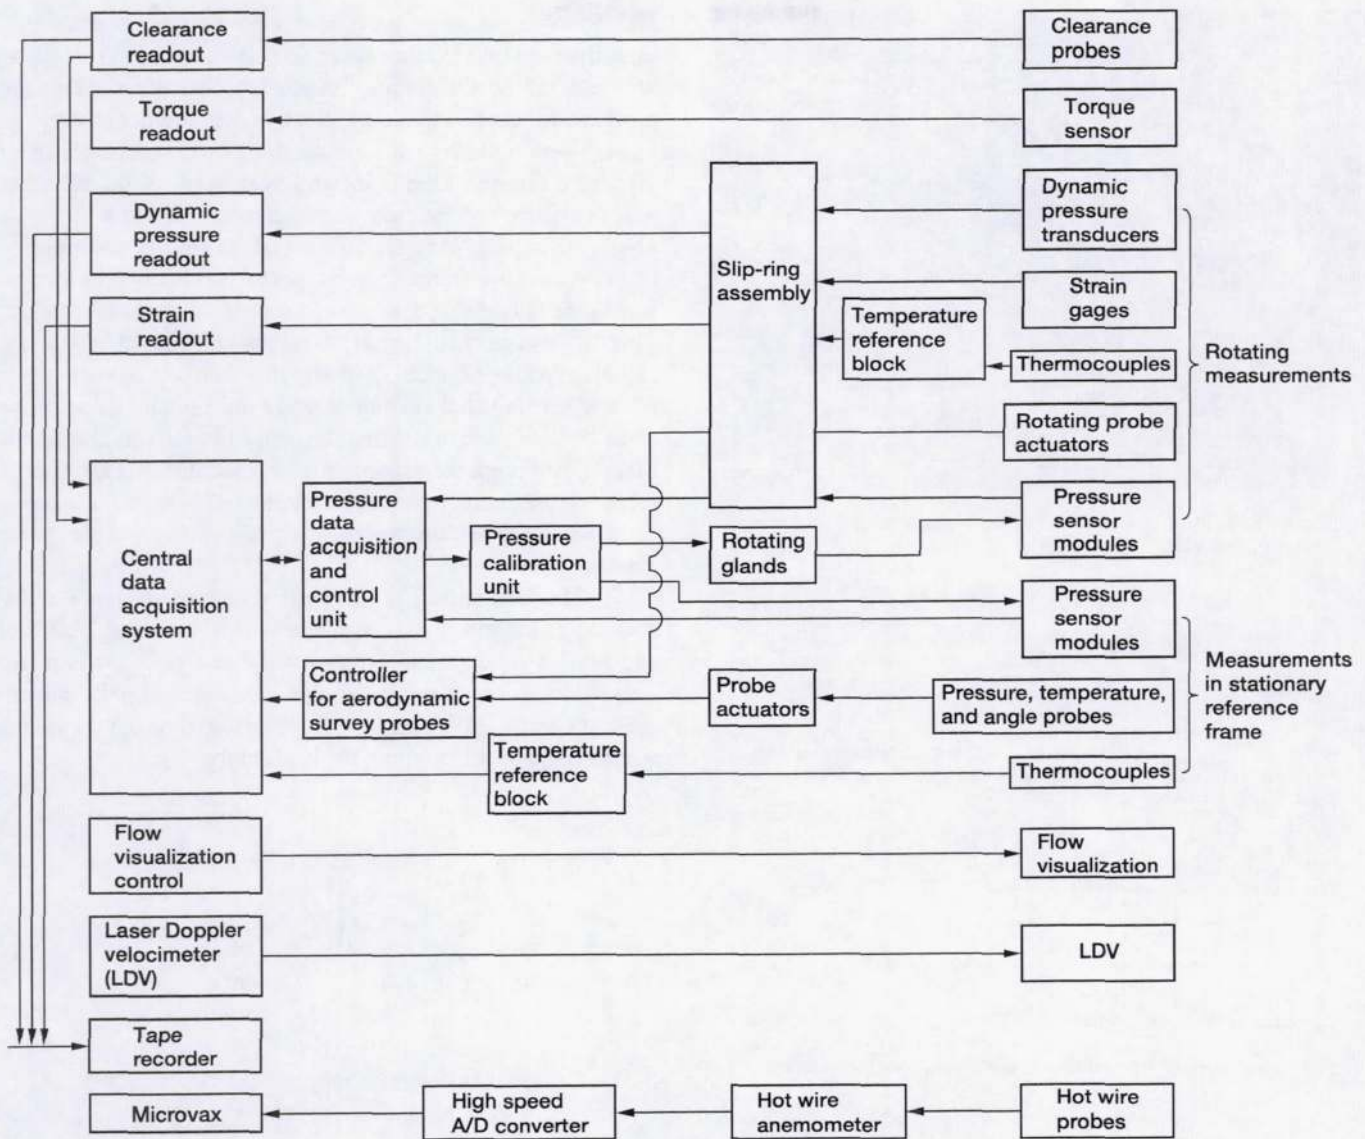 Clearance
readout
Clearance
probes
Torque
readout
Torque
sensor
Dynamic
pressure
readout
Slip-ring
assembly
Dynamic
pressure
transducers
Strain
readout
Strain
gages
Temperature
reference
block
Thermocouples
Rotating
measurements
Rotating probe
actuators
Central
data
acquisition
system
Pressure
data
acquisition
and
control
unit
Pressure
calibration
unit
Rotating
glands
Pressure
sensor
modules
Pressure
sensor
modules
Controller
for aerodynamic
survey probes
Probe
actuators
Pressure, temperature,
and angle probes
Measurements
in stationary
reference
frame
Temperature
reference
block
Thermocouples
Flow
visualization
control
Flow
visualization
Laser Doppler
velocimeter
(LDV)
LDV
Tape
recorder
Microvax
High speed
A/D converter
Hot wire
anemometer
Hot wire
probes